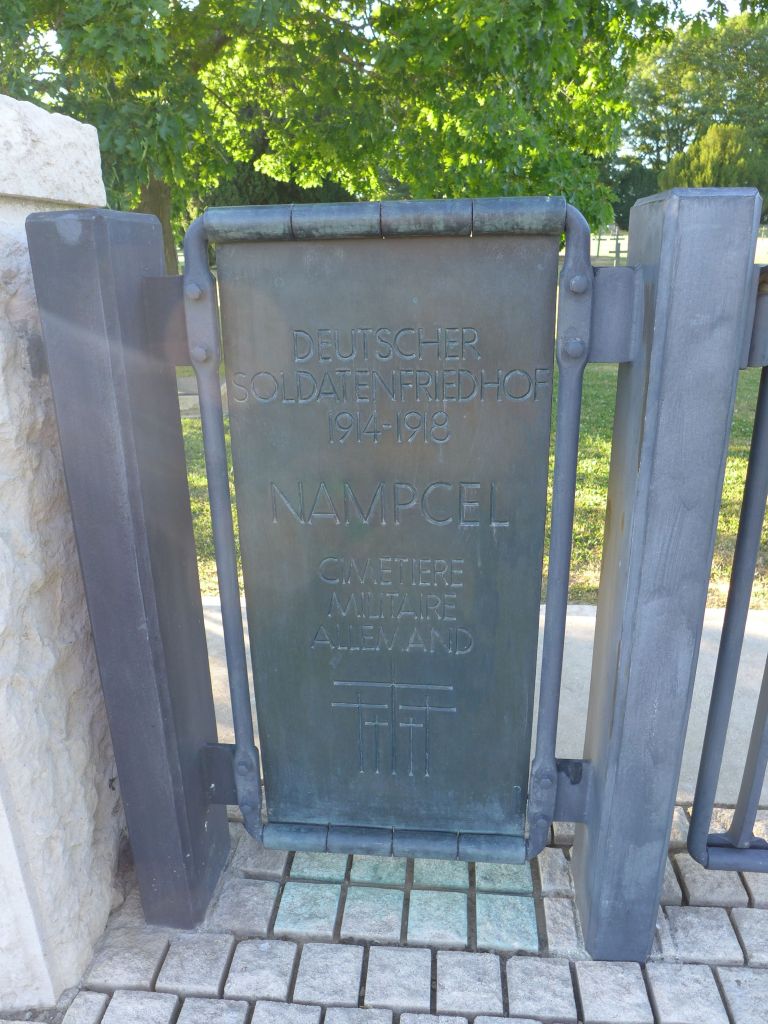 DEUTSCHER
SOLDATENFRIEDHOF
1914-1918
NAMPCEL
CIMETIERE
MILITAIRE
ALLEMAND